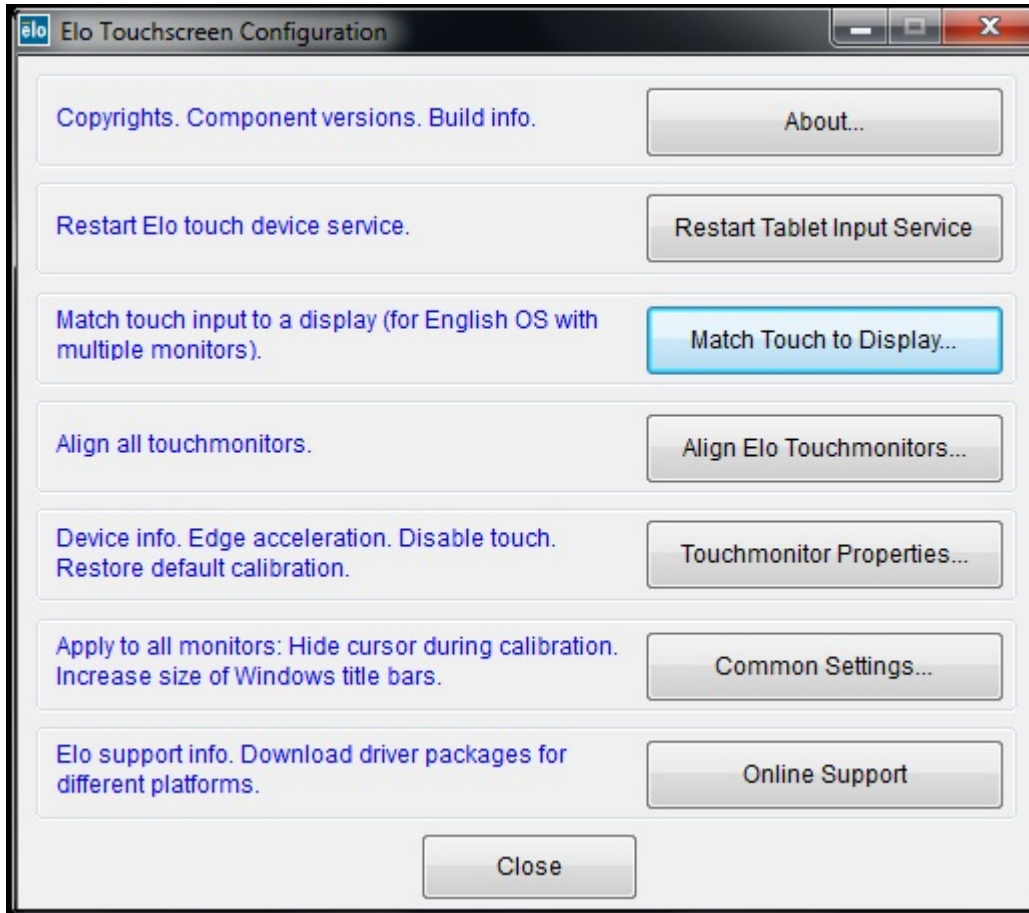 elo Elo Touchscreen Configuration
Copyrights. Component versions. Build info.
About...
Restart Elo touch device service.
Restart Tablet Input Service
Match touch input to a display (for English OS with
multiple monitors).
Match Touch to Display...
Align all touchmonitors.
Align Elo Touchmonitors...
Device info. Edge acceleration. Disable touch.
Restore default calibration.
Touchmonitor Properties...
Apply to all monitors: Hide cursor during calibration.
Increase size of Windows title bars.
Common Settings...
Elo support info. Download driver packages for
different platforms.
Online Support
Close